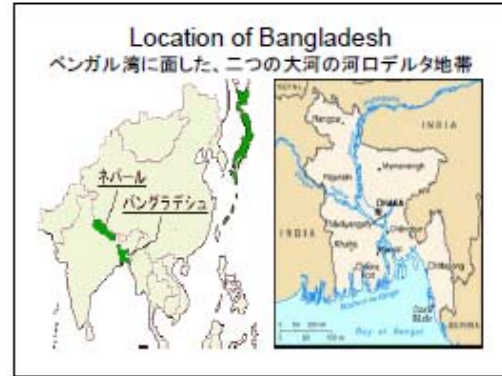 Location of Bangladesh
ベンガル湾に面した、二つの大河の河口デルタ地帯
ネパール
バングラデシュ
INDIA
DHAKA
INDIA
Chittagong
Bay of Bengal
BURMA